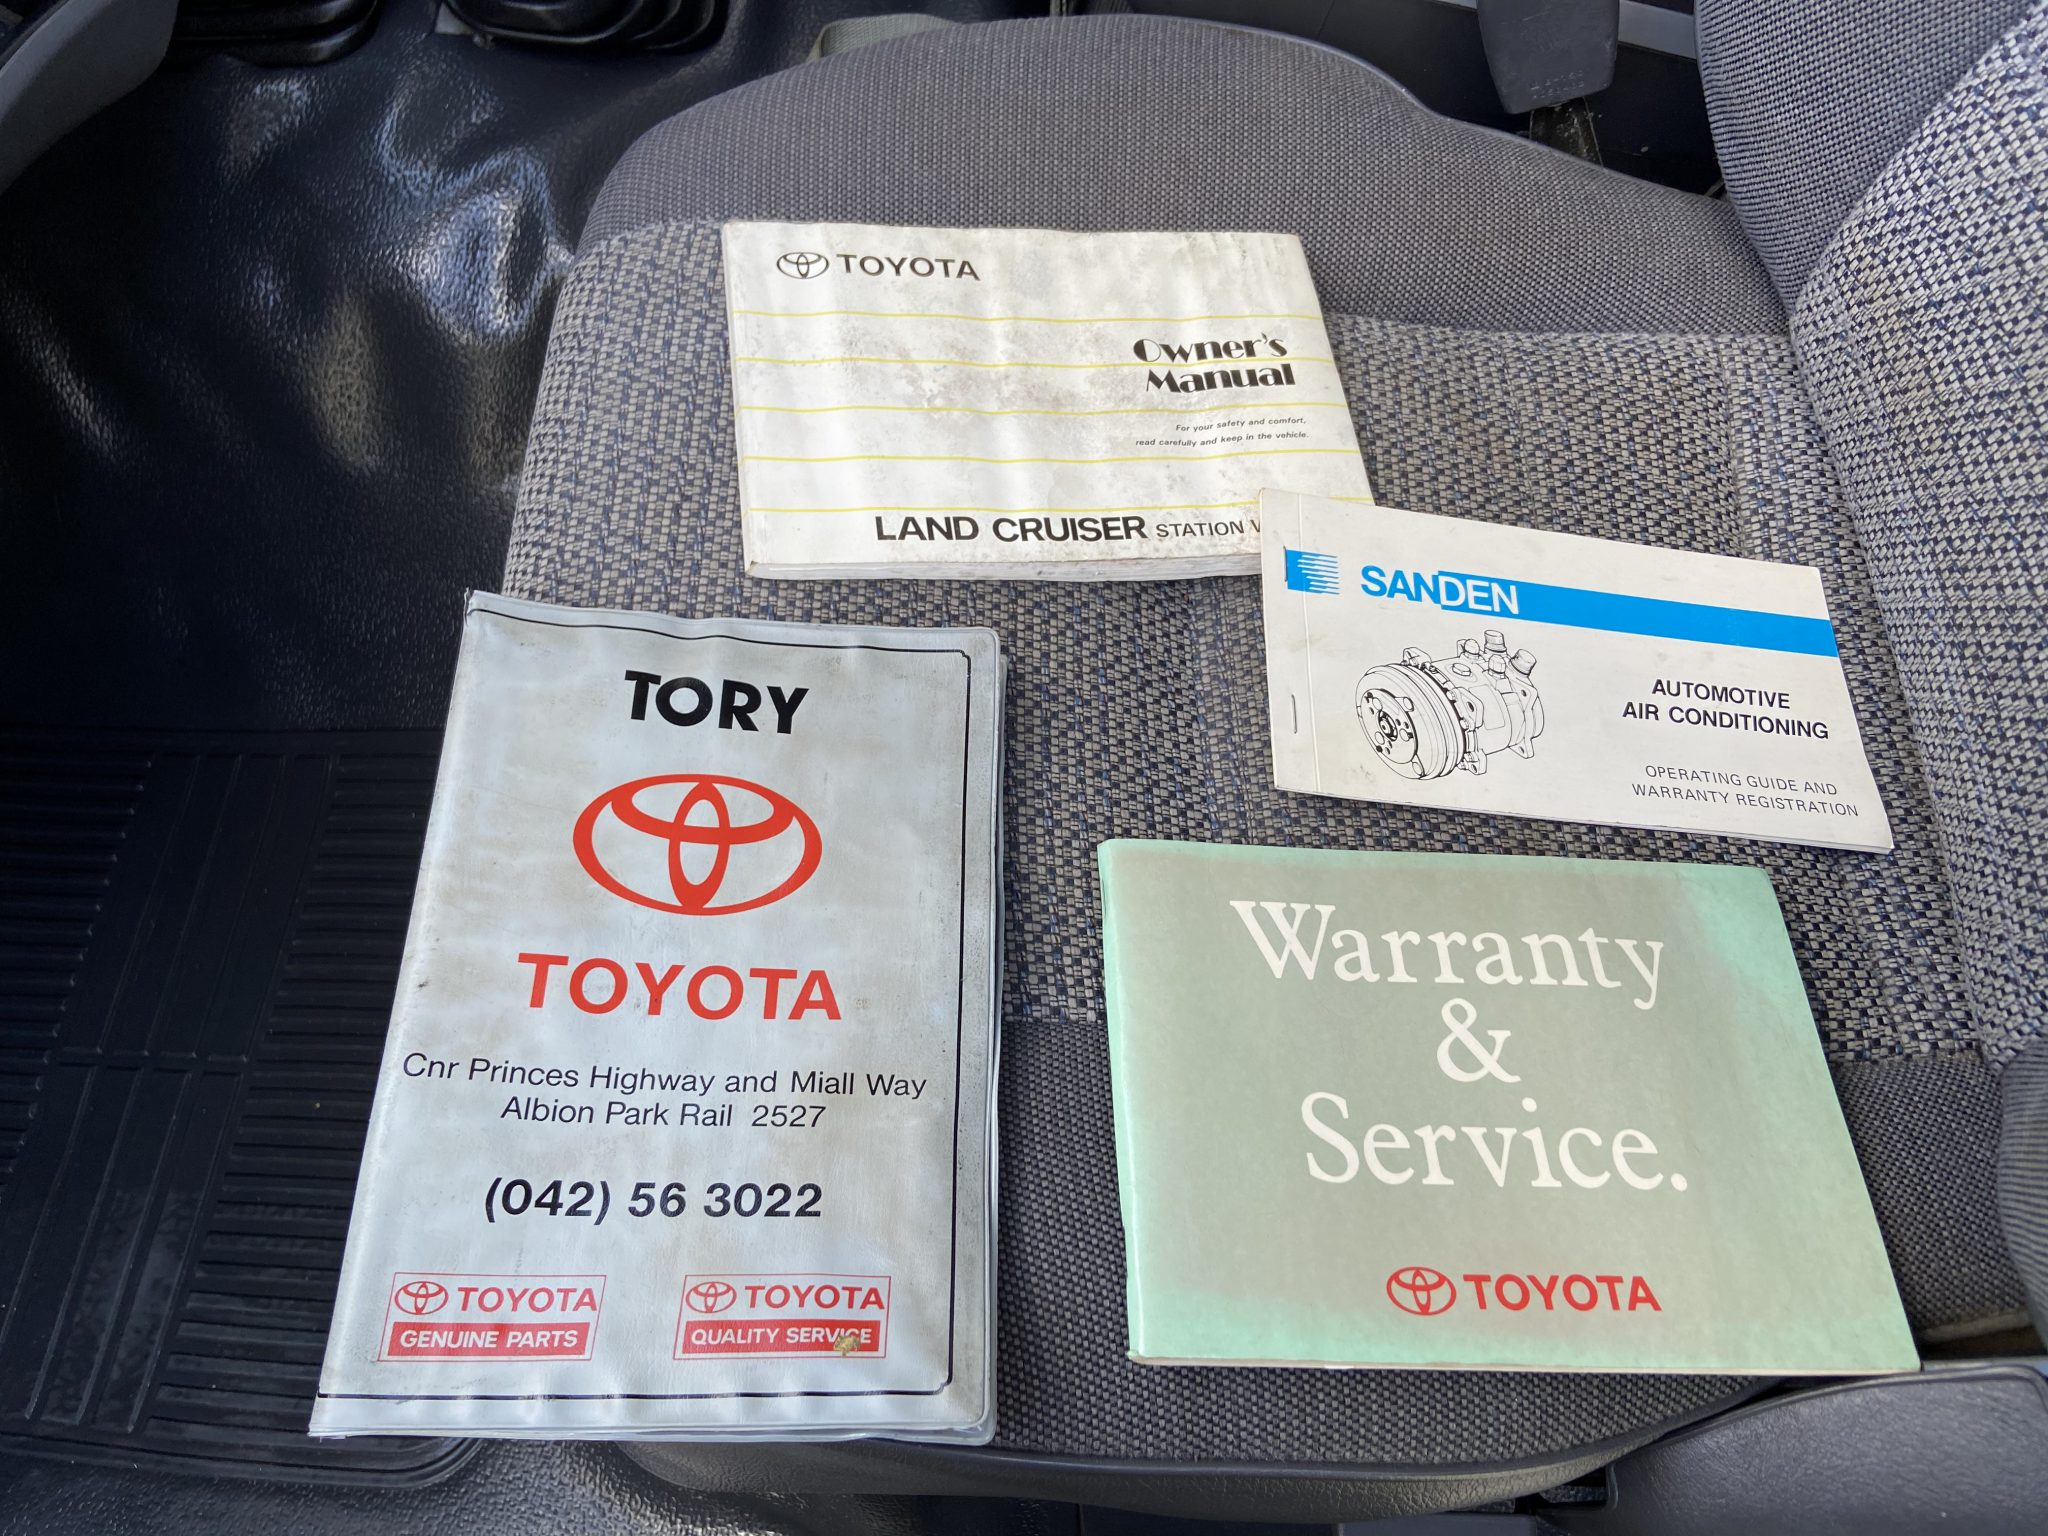 TOYOTA
Owner's
Manual
For your safety and comfort,
read carefully and keep in the vehicle.
LAND CRUISER STATION
SANDEN
AUTOMOTIVE
AIR CONDITIONING
OPERATING GUIDE AND
WARRANTY REGISTRATION
TORY
TOYOTA
Cnr Princes Highway and Miall Way
Albion Park Rail 2527
(042) 56 3022
TOYOTA
GENUINE PARTS
TOYOTA
QUALITY SERVICE
Warranty
&
Service.
TOYOTA